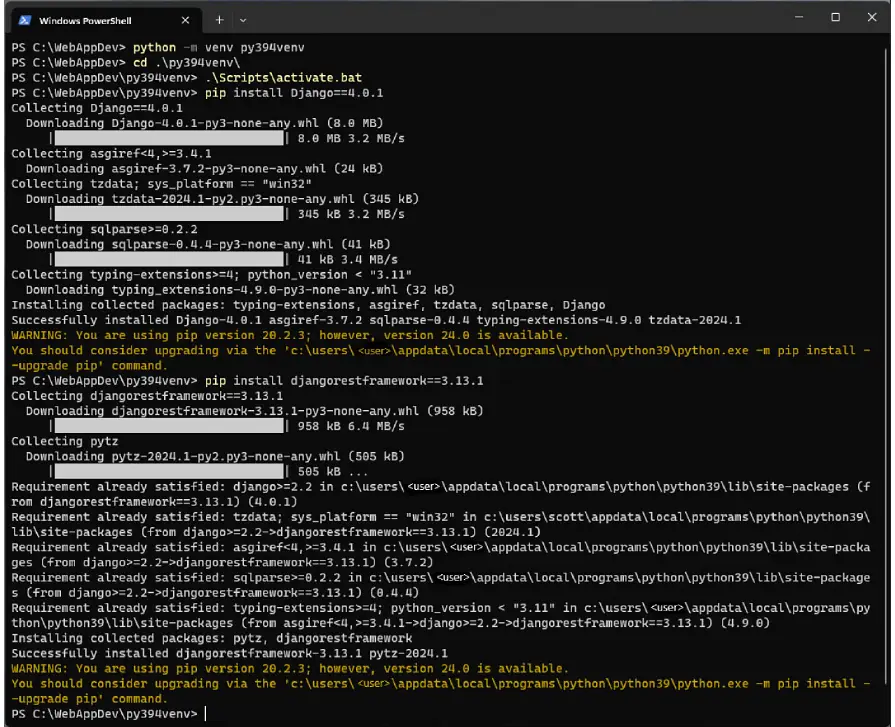 Windows PowerShell
PS C:\WebAppDev> python -m venv py394venv
PS C:\WebAppDev> cd .\py394venv\
PS C:\WebAppDev\py394venv> .\Scripts\activate.bat
PS C:\WebAppDev\py394venv> pip install Django==4.0.1
Collecting Django==4.0.1
  Downloading Django-4.0.1-py3-none-any.whl (8.0 MB)
     | | 8.0 MB 3.2 MB/s
Collecting asgiref<4,>=3.4.1
  Downloading asgiref-3.7.2-py3-none-any.whl (24 kB)
Collecting tzdata; sys_platform == "win32"
  Downloading tzdata-2024.1-py2.py3-none-any.whl (345 kB)
     | | 345 kB 3.2 MB/s
Collecting sqlparse>=0.2.2
  Downloading sqlparse-0.4.4-py3-none-any.whl (41 kB)
     | | 41 kB 3.4 MB/s
Collecting typing-extensions>=4; python_version < "3.11"
  Downloading typing_extensions-4.9.0-py3-none-any.whl (32 kB)
Installing collected packages: typing-extensions, asgiref, tzdata, sqlparse, Django
Successfully installed Django-4.0.1 asgiref-3.7.2 sqlparse-0.4.4 typing-extensions-4.9.0 tzdata-2024.1
WARNING: You are using pip version 20.2.3; however, version 24.0 is available.
You should consider upgrading via the 'c:\users\<user>\appdata\local\programs\python\python39\python.exe -m pip install -
-upgrade pip' command.
PS C:\WebAppDev\py394venv> pip install djangorestframework==3.13.1
Collecting djangorestframework==3.13.1
  Downloading djangorestframework-3.13.1-py3-none-any.whl (958 kB)
     | | 958 kB 6.4 MB/s
Collecting pytz
  Downloading pytz-2024.1-py2.py3-none-any.whl (505 kB)
     | | 505 kB ...
Requirement already satisfied: django>=2.2 in c:\users\<user>\appdata\local\programs\python\python39\lib\site-packages (f
rom djangorestframework==3.13.1) (4.0.1)
Requirement already satisfied: tzdata; sys_platform == "win32" in c:\users\scott\appdata\local\programs\python\python39\
lib\site-packages (from django>=2.2->djangorestframework==3.13.1) (2024.1)
Requirement already satisfied: asgiref<4,>=3.4.1 in c:\users\<user>\appdata\local\programs\python\python39\lib\site-packa
ges (from django>=2.2->djangorestframework==3.13.1) (3.7.2)
Requirement already satisfied: sqlparse>=0.2.2 in c:\users\<user>\appdata\local\programs\python\python39\lib\site-package
s (from django>=2.2->djangorestframework==3.13.1) (0.4.4)
Requirement already satisfied: typing-extensions>=4; python_version < "3.11" in c:\users\<user>\appdata\local\programs\py
thon\python39\lib\site-packages (from asgiref<4,>=3.4.1->django>=2.2->djangorestframework==3.13.1) (4.9.0)
Installing collected packages: pytz, djangorestframework
Successfully installed djangorestframework-3.13.1 pytz-2024.1
WARNING: You are using pip version 20.2.3; however, version 24.0 is available.
You should consider upgrading via the 'c:\users\<user>\appdata\local\programs\python\python39\python.exe -m pip install -
-upgrade pip' command.
PS C:\WebAppDev\py394venv>